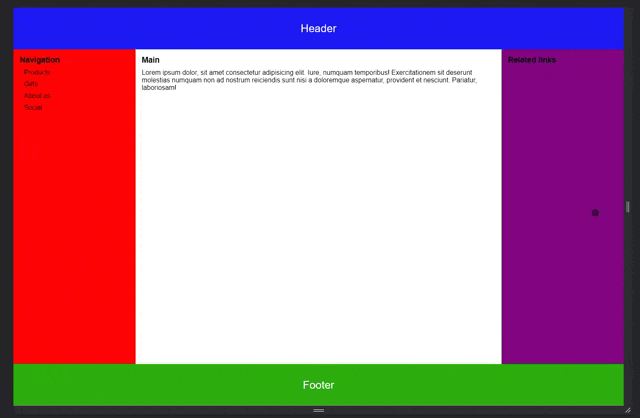 Header
Navigation
Products
Gifts
About us
Social
Main
Lorem ipsum dolor, sit amet consectetur adipisicing elit. Iure, numquam temporibus! Exercitationem sit deserunt
molestias numquam non ad nostrum reiciendis sunt nisi a doloremque aspernatur, provident et nesciunt. Pariatur,
laboriosam!
Related links
Footer